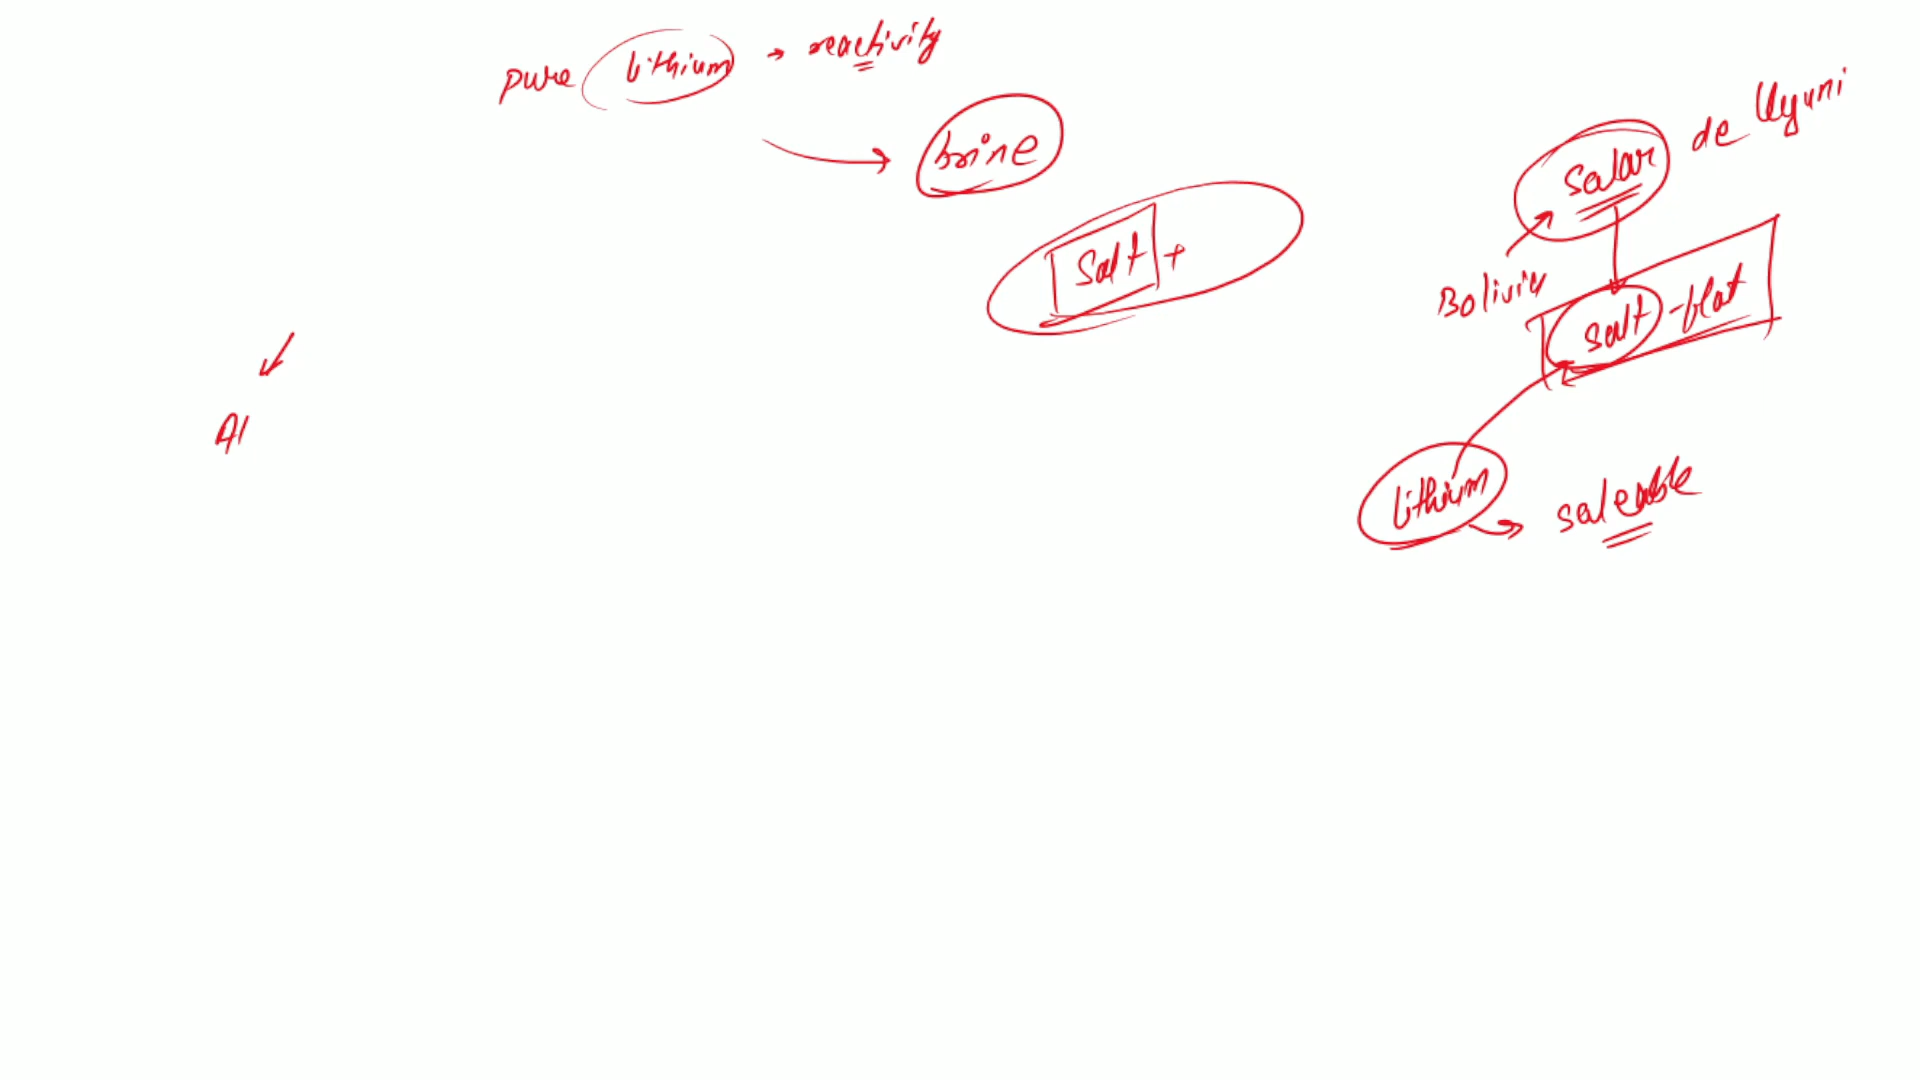 pure lithium → reactivity
brine
Salt +
Salar de Uyuni
Bolivia
salt-flat
lithium → saleable
Al